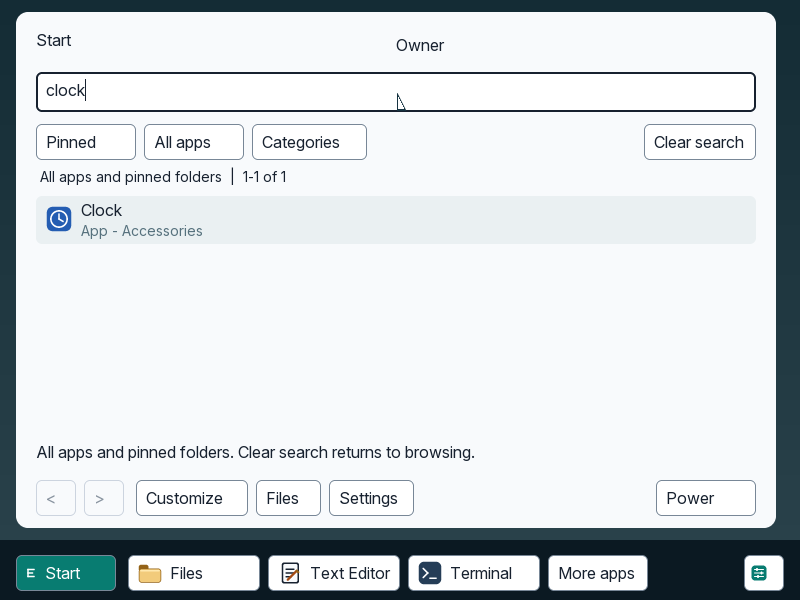 Start
Owner
clock
Pinned
All apps
Categories
Clear search
All apps and pinned folders | 1-1 of 1
Clock
App - Accessories
All apps and pinned folders. Clear search returns to browsing.
<
>
Customize
Files
Settings
Power
E Start
Files
Text Editor
Terminal
More apps